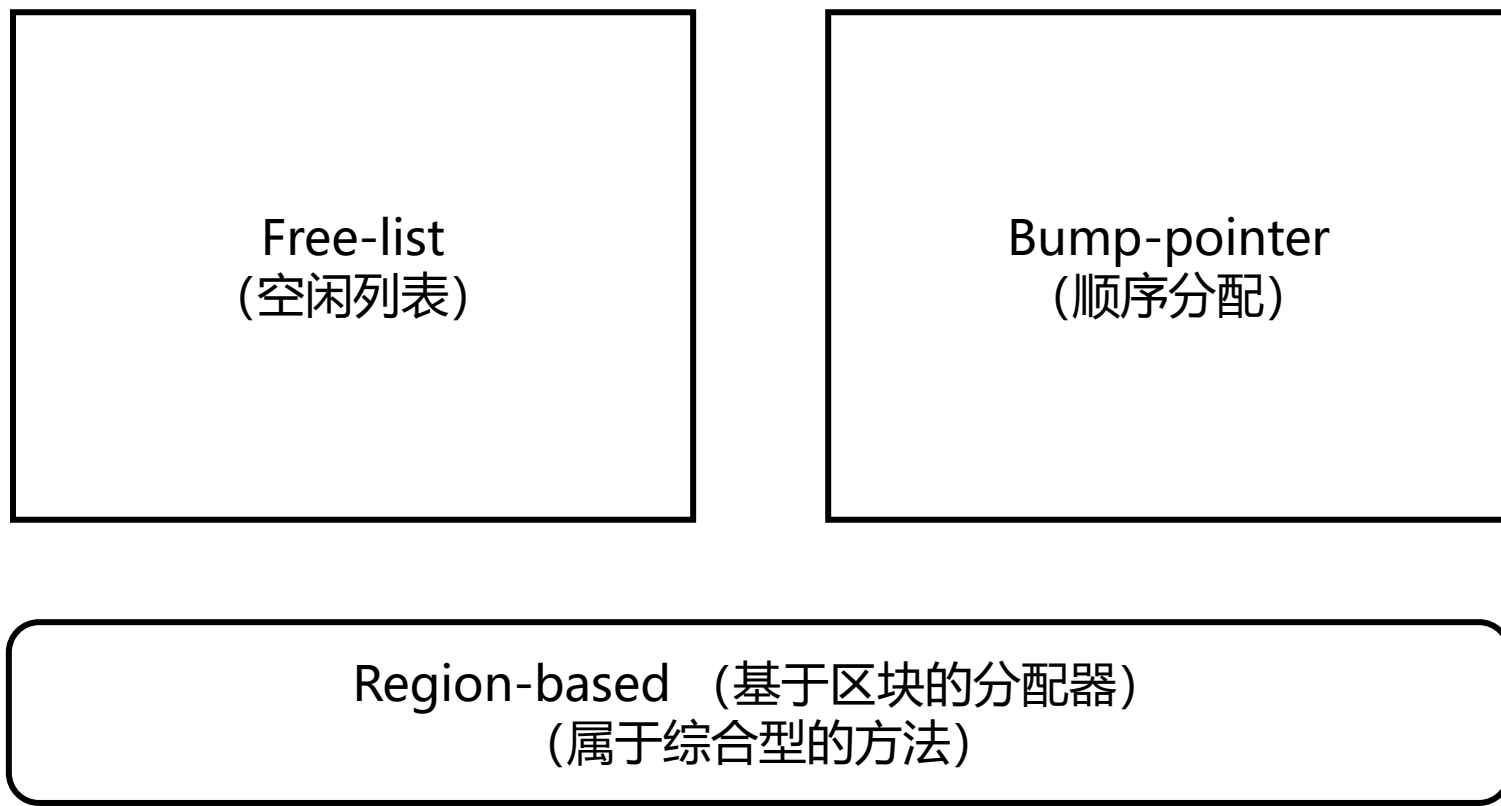 Free-list
（空闲列表）
Bump-pointer
（顺序分配）
Region-based （基于区块的分配器）
（属于综合型的方法）